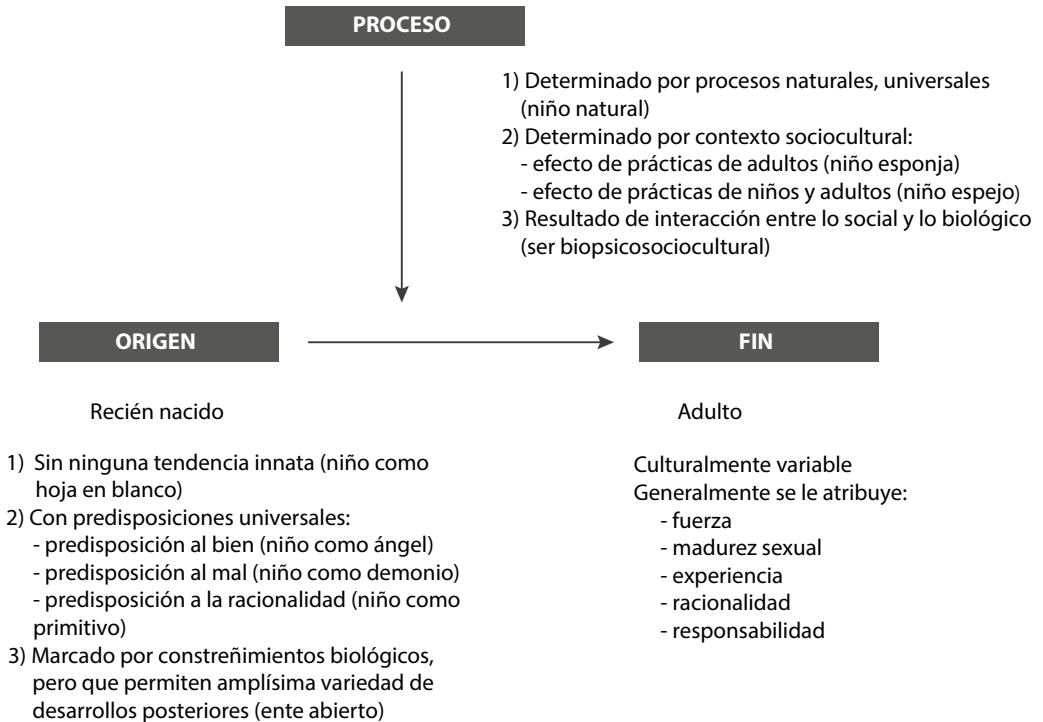 PROCESO
1) Determinado por procesos naturales, universales
(niño natural)
2) Determinado por contexto sociocultural:
- efecto de prácticas de adultos (niño esponja)
- efecto de prácticas de niños y adultos (niño espejo)
3) Resultado de interacción entre lo social y lo biológico
(ser biopsicosociocultural)
ORIGEN
Recién nacido
1) Sin ninguna tendencia innata (niño como
hoja en blanco)
2) Con predisposiciones universales:
- predisposición al bien (niño como ángel)
- predisposición al mal (niño como demonio)
- predisposición a la racionalidad (niño como
primitivo)
3) Marcado por constreñimientos biológicos,
pero que permiten amplísima variedad de
desarrollos posteriores (ente abierto)
FIN
Adulto
Culturalmente variable
Generalmente se le atribuye:
- fuerza
- madurez sexual
- experiencia
- racionalidad
- responsabilidad